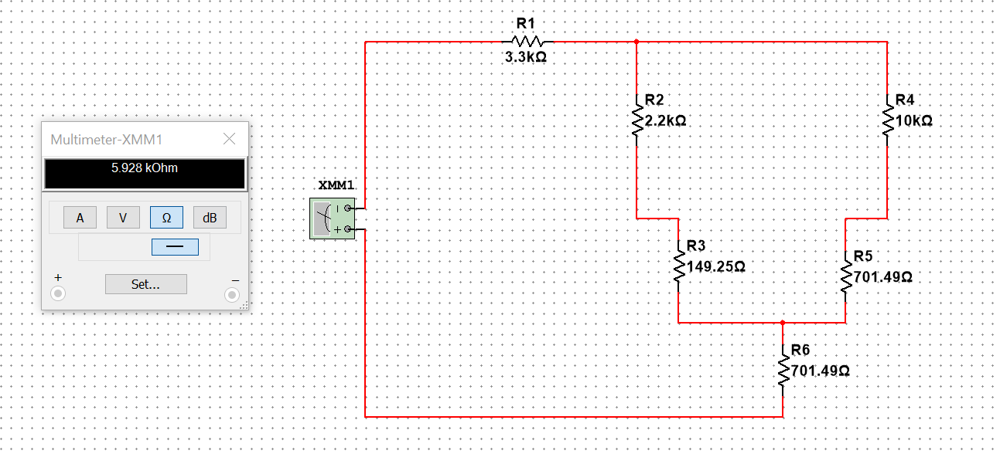 R1
3.3kΩ
R2
2.2kΩ
R4
10kΩ
Multimeter-XMM1
5.928 kOhm
A V Ω dB
+ –
Set...
XMM1
R3
149.25Ω
R5
701.49Ω
R6
701.49Ω